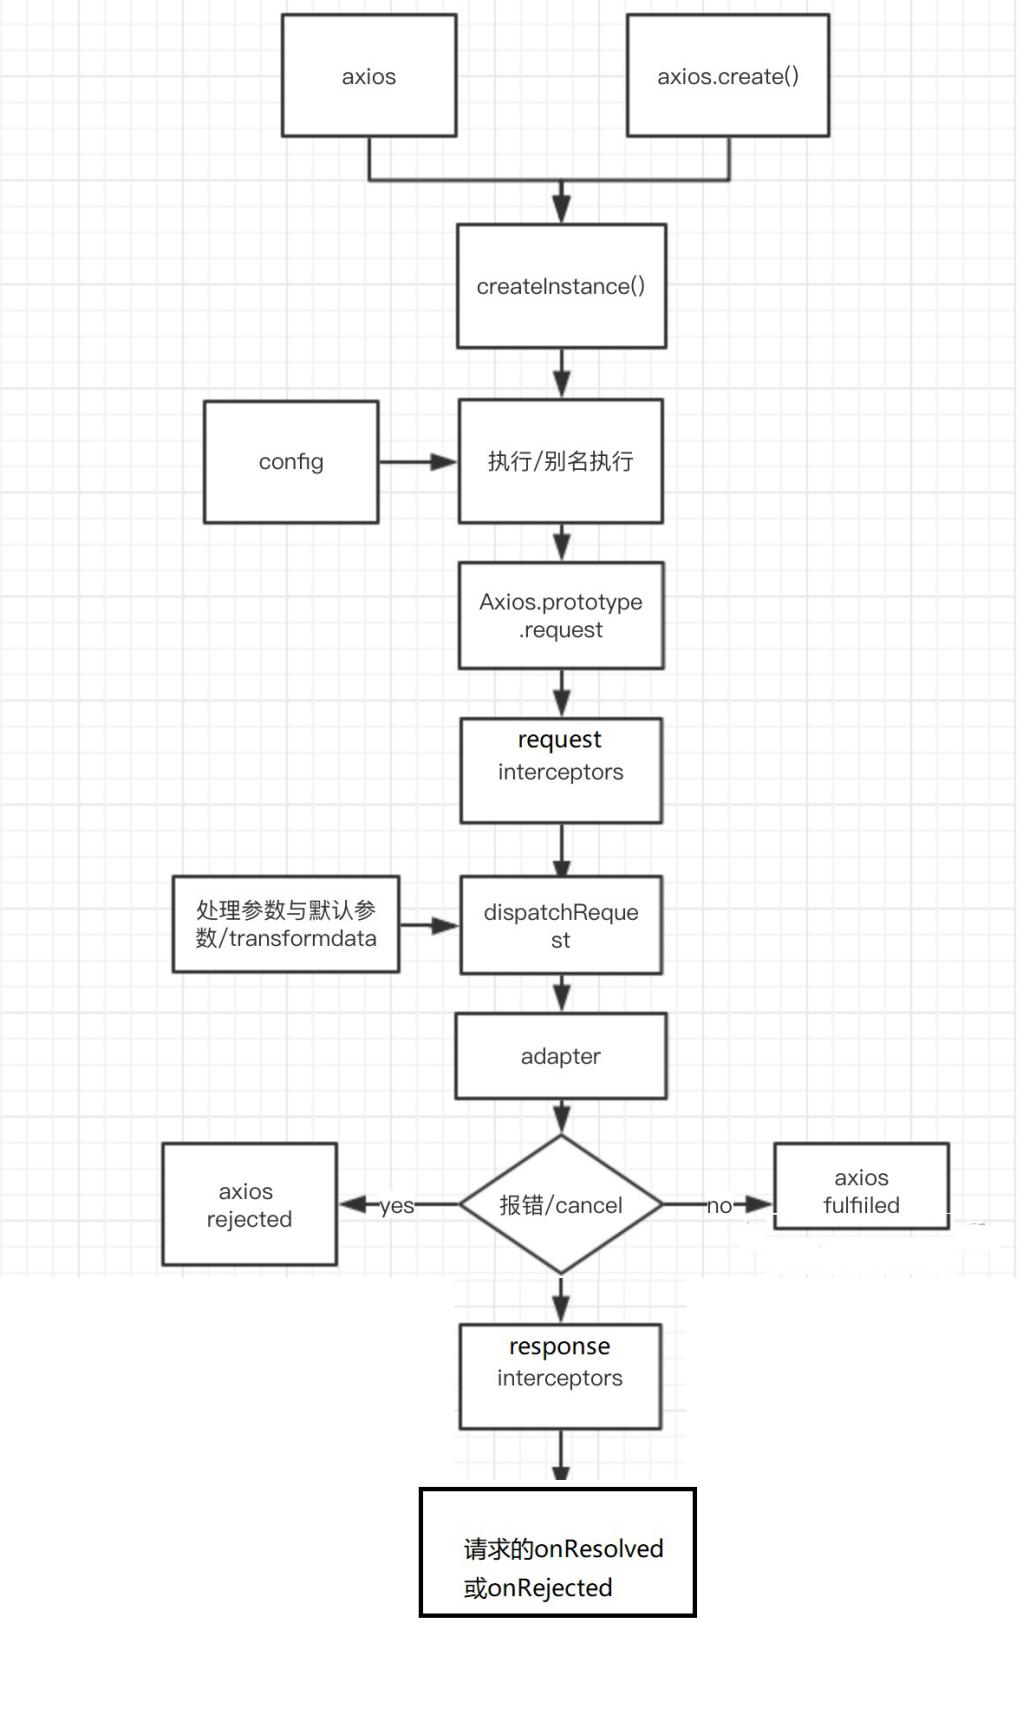 axios
axios.create()
createInstance()
config
执行/别名执行
Axios.prototype
.request
request
interceptors
处理参数与默认参
数/transformdata
dispatchReque
st
adapter
axios
rejected
yes
报错/cancel
no
axios
fulfiiled
response
interceptors
请求的onResolved
或onRejected